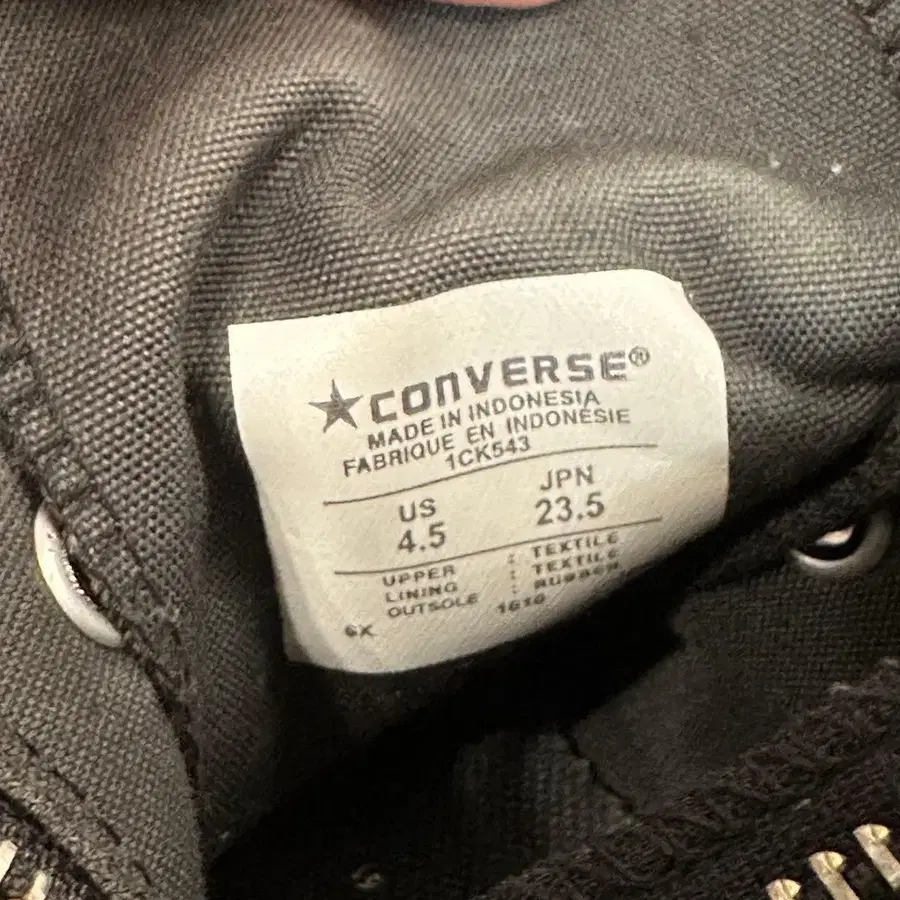 CONVERSE®
MADE IN INDONESIA
FABRIQUE EN INDONÉSIE
1CK543
US JPN
4.5 23.5
UPPER : TEXTILE
LINING : TEXTILE
OUTSOLE : RUBBER
6X 1610